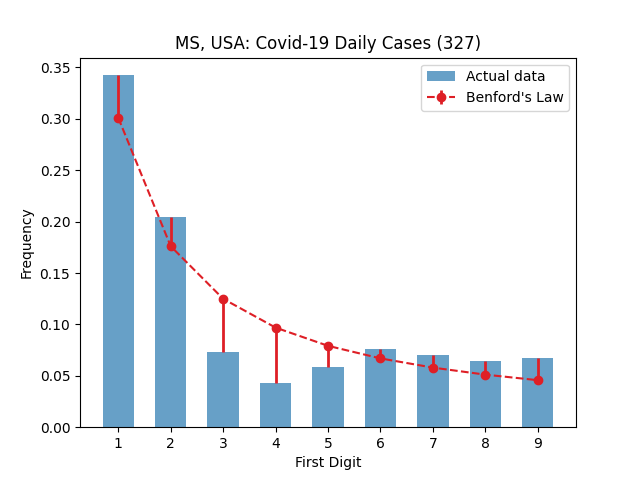 MS, USA: Covid-19 Daily Cases (327)
Actual data
Benford's Law
Frequency
0.35
0.30
0.25
0.20
0.15
0.10
0.05
0.00
1 2 3 4 5 6 7 8 9
First Digit